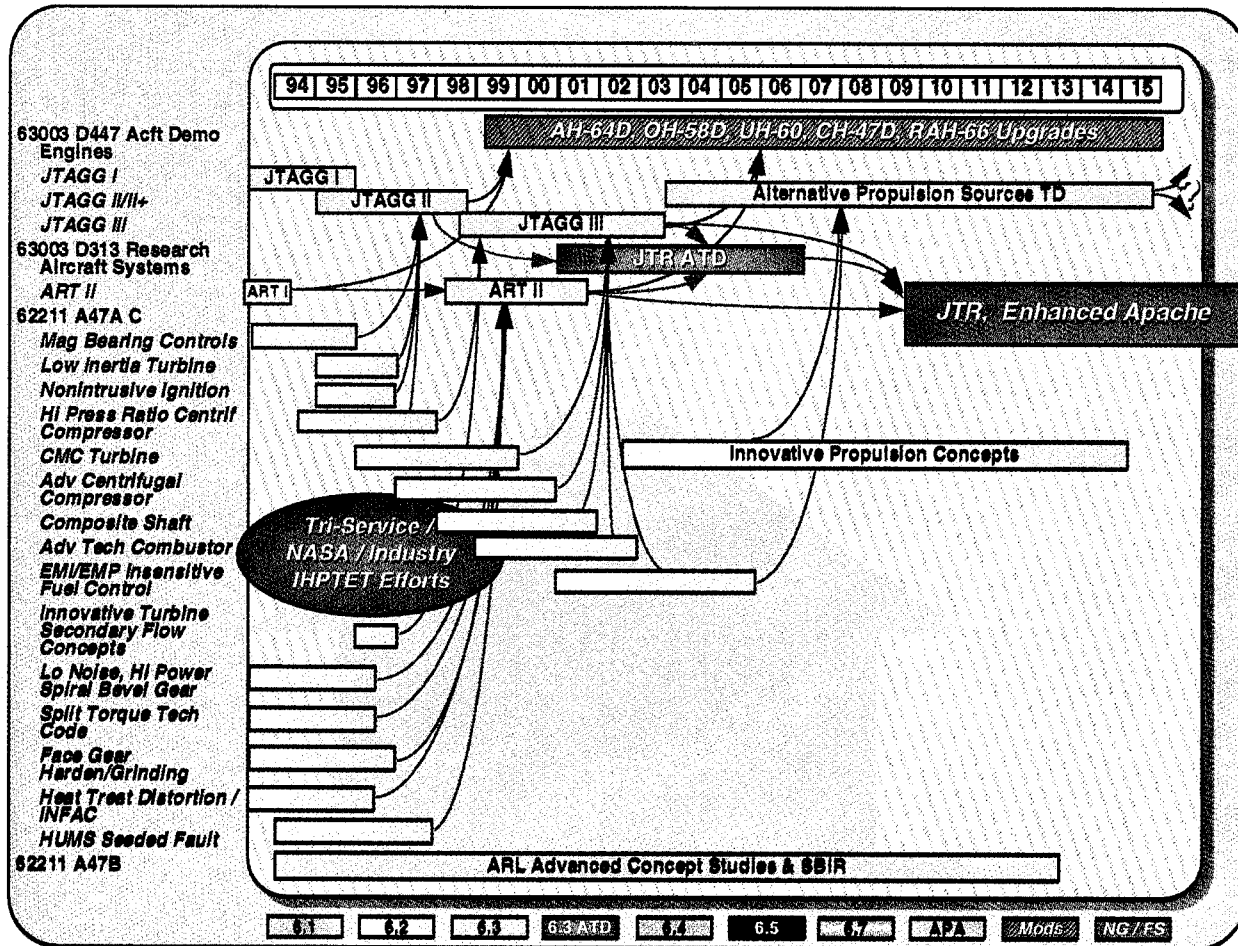 94 95 96 97 98 99 00 01 02 03 04 05 06 07 08 09 10 11 12 13 14 15
63003 D447 Acft Demo
Engines
AH-64D, OH-58D, UH-60, CH-47D, RAH-66 Upgrades
JTAGG I
JTAGG I
JTAGG II/II+
JTAGG II
Alternative Propulsion Sources TD
JTAGG III
JTAGG III
63003 D313 Research
Aircraft Systems
JTR ATD
ART II
ART I
ART II
JTR, Enhanced Apache
62211 A47A C
Mag Bearing Controls
Low Inertia Turbine
Nonintrusive Ignition
Hi Press Ratio Centrif
Compressor
CMC Turbine
Innovative Propulsion Concepts
Adv Centrifugal
Compressor
Composite Shaft
Adv Tech Combustor
Tri-Service /
NASA / Industry
IHPTET Efforts
EMI/EMP Insensitive
Fuel Control
Innovative Turbine
Secondary Flow
Concepts
Lo Noise, Hi Power
Spiral Bevel Gear
Split Torque Tech
Code
Face Gear
Harden/Grinding
Heat Treat Distortion /
INFAC
HUMS Seeded Fault
62211 A47B
ARL Advanced Concept Studies & SBIR
6.1 6.2 6.3 6.3 ATD 6.4 6.5 6.7 APA Mods NG / FS